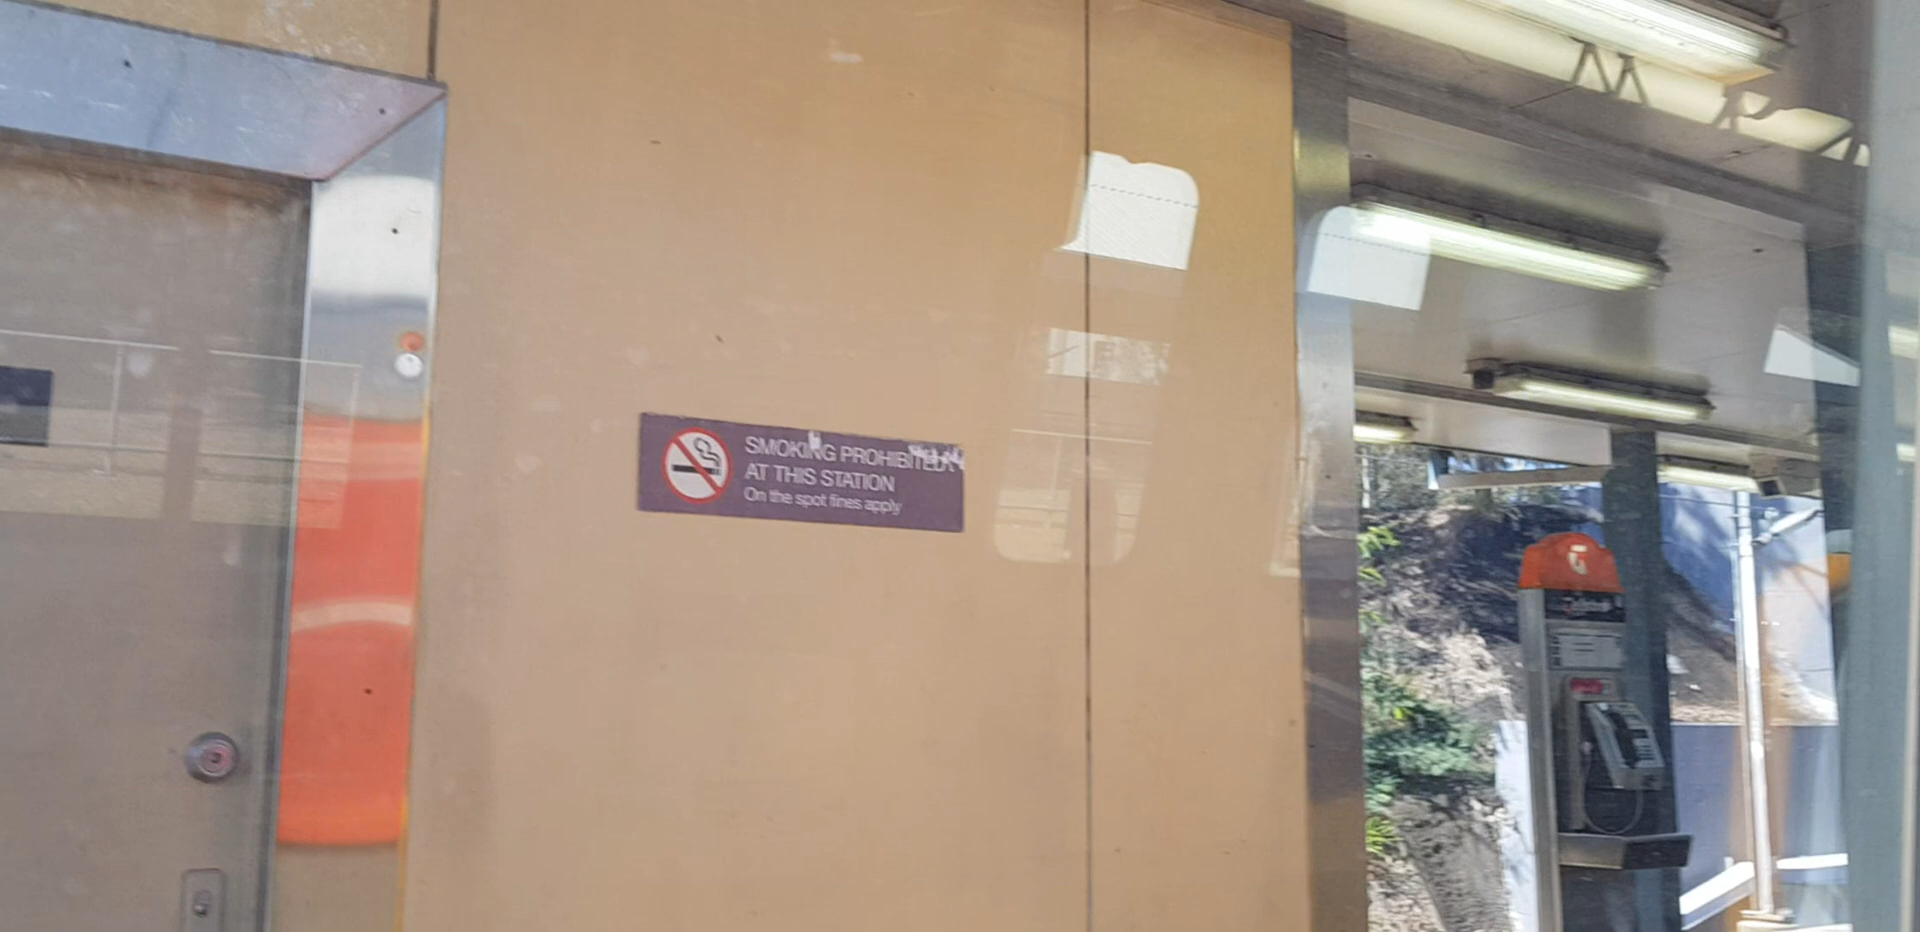 SMOKING PROHIBITED
AT THIS STATION
On the spot fines apply